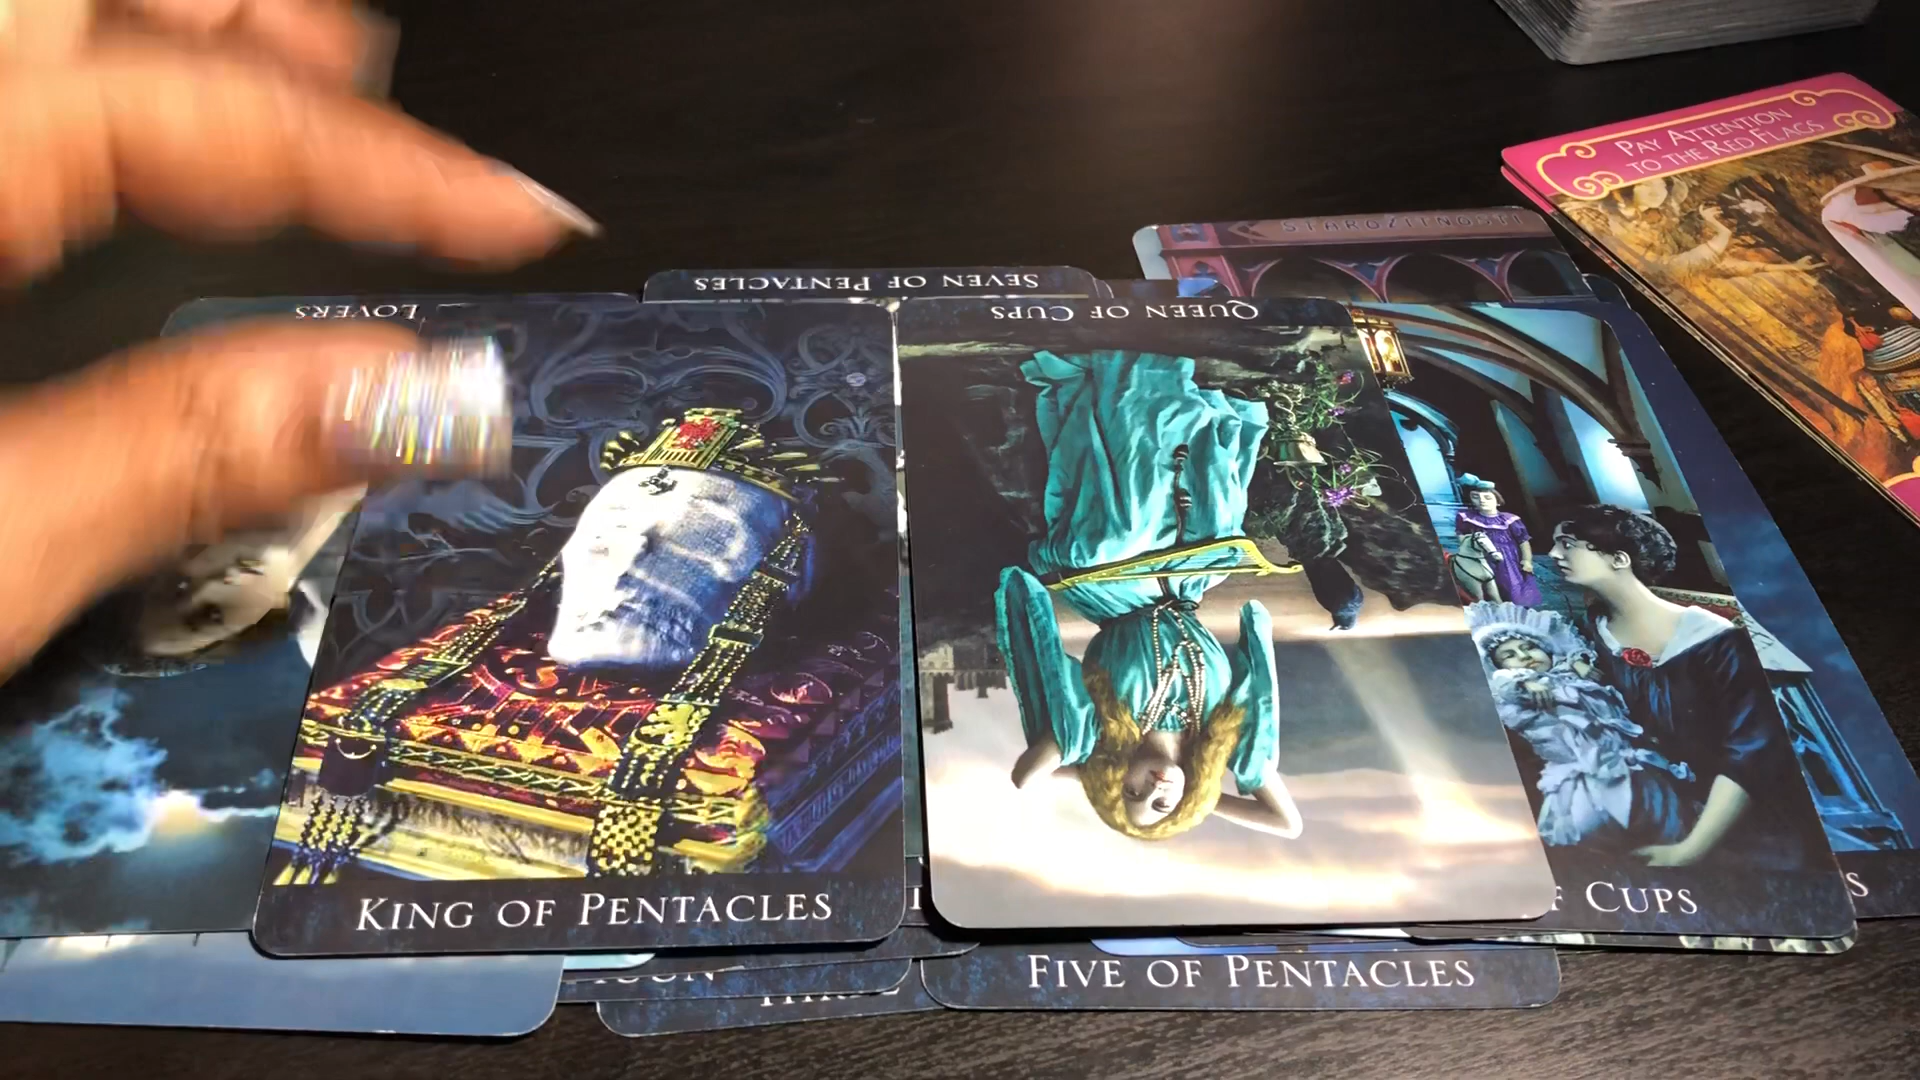 PAY ATTENTION
TO THE RED FLAGS
STAROŻYTNOŚCI
SEVEN OF PENTACLES
LOVERS
QUEEN OF CUPS
KING OF PENTACLES
F CUPS
S
FIVE OF PENTACLES